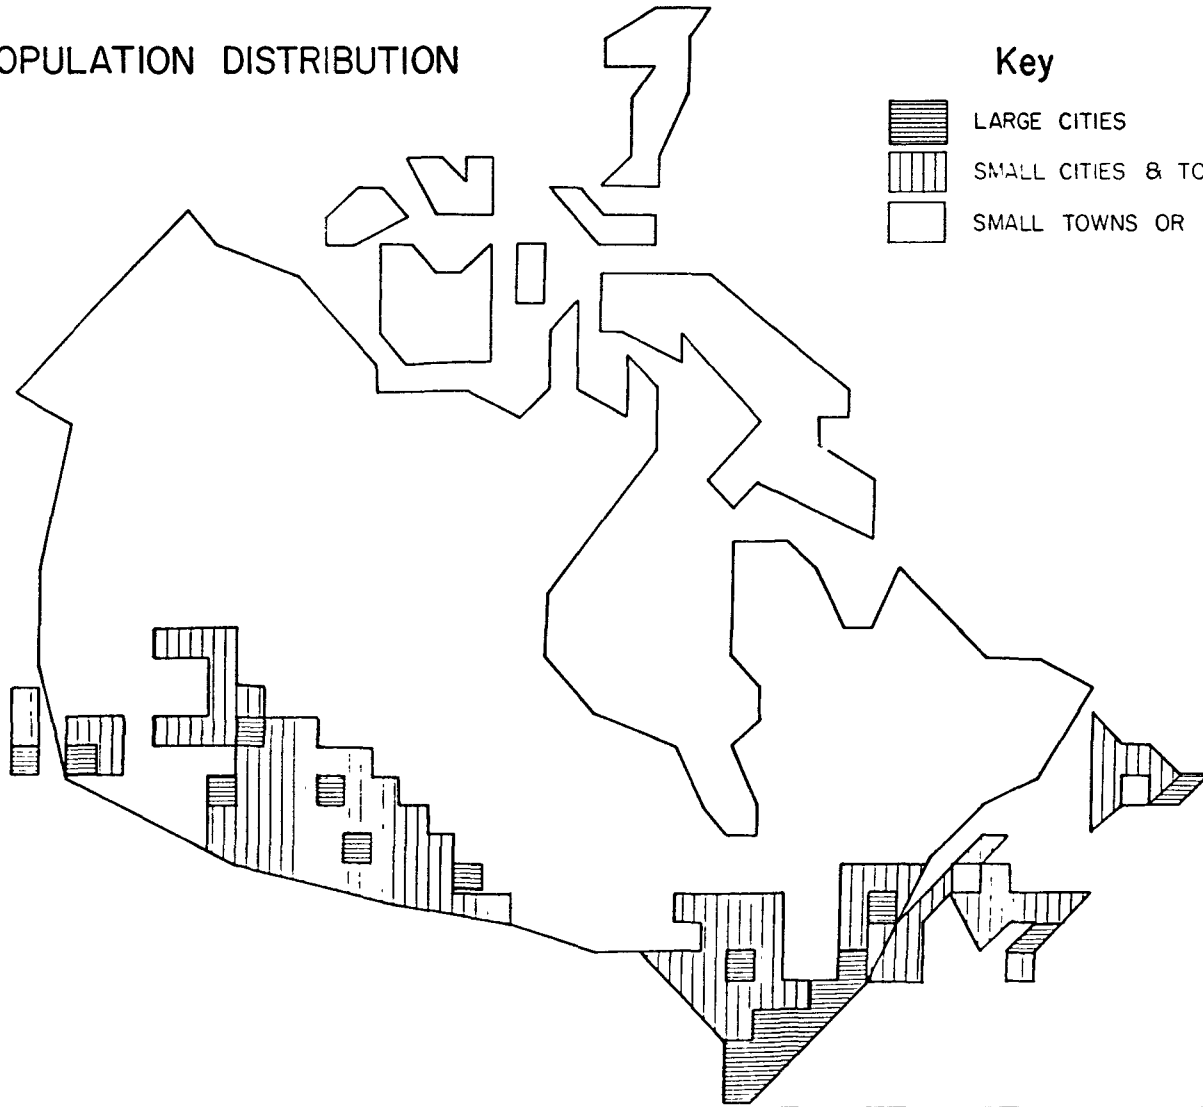 OPULATION DISTRIBUTION
Key
LARGE CITIES
SMALL CITIES & TO
SMALL TOWNS OR